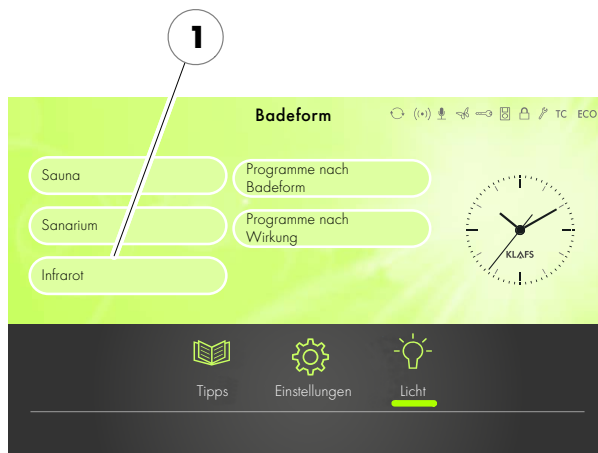 1
Badeform
TC ECO
Sauna
Programme nach
Badeform
Sanarium
Programme nach
Wirkung
Infrarot
KLAFS
Tipps
Einstellungen
Licht